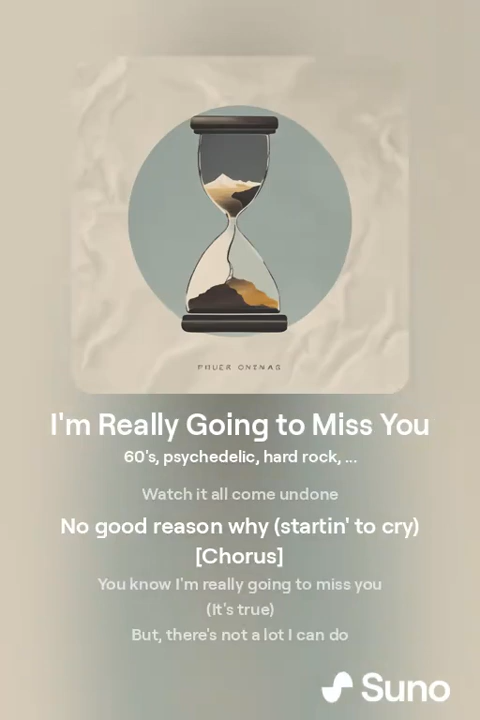 I'm Really Going to Miss You
60's, psychedelic, hard rock, ...
Watch it all come undone
No good reason why (startin' to cry)
[Chorus]
You know I'm really going to miss you
(It's true)
But, there's not a lot I can do
Suno